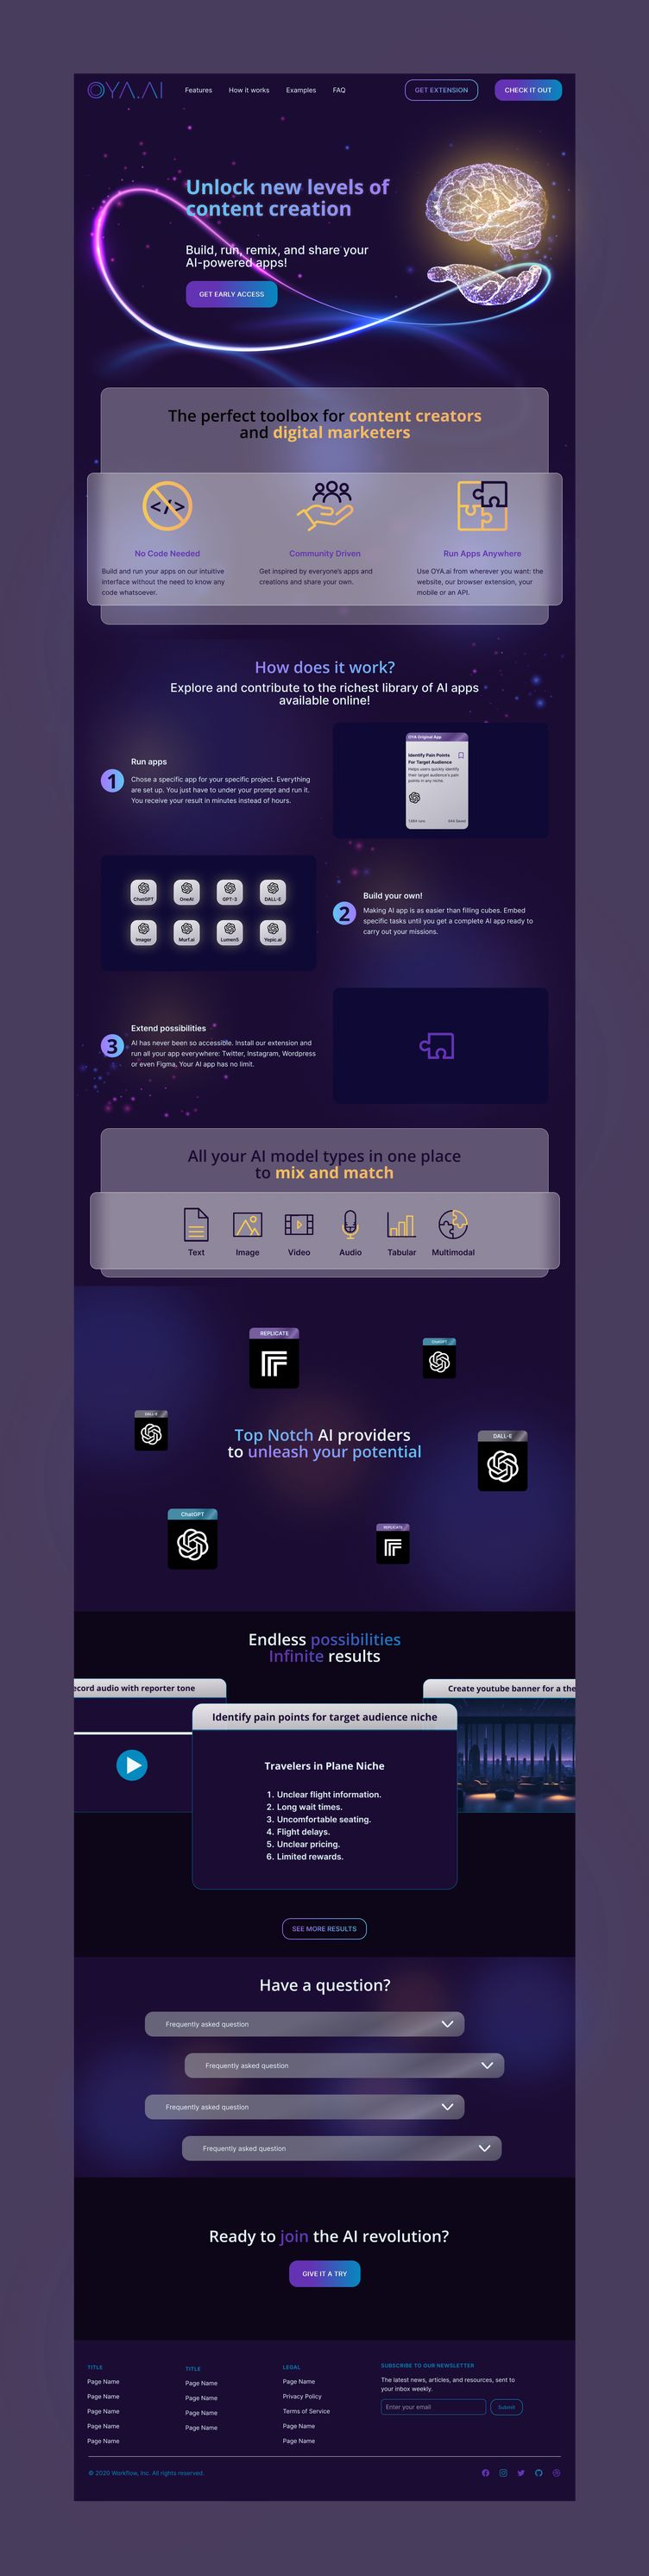 OYA.AI
Features
How it works
Examples
FAQ
GET EXTENSION
CHECK IT OUT
Unlock new levels of
content creation
Build, run, remix, and share your
AI-powered apps!
GET EARLY ACCESS
The perfect toolbox for content creators
and digital marketers
</>
No Code Needed
Build and run your apps on our intuitive
interface without the need to know any
code whatsoever.
Community Driven
Get inspired by everyone's apps and
creations and share your own.
Run Apps Anywhere
Use OYA.ai from wherever you want: the
website, our browser extension, your
mobile or an API.
How does it work?
Explore and contribute to the richest library of AI apps
available online!
1
Run apps
Chose a specific app for your specific project. Everything
are set up. You just have to under your prompt and run it.
You receive your result in minutes instead of hours.
OYA Original App
Identify Pain Points
For Target Audience
Helps users quickly identify
their target audience's pain
points in any niche.
ChatGPT
OneAI
GPT-3
DALL-E
Imager
Murf.ai
Lumen5
Yepic.ai
2
Build your own!
Making AI app is as easier than filling cubes. Embed
specific tasks until you get a complete AI app ready to
carry out your missions.
3
Extend possibilities
AI has never been so accessible. Install our extension and
run all your app everywhere: Twitter, Instagram, Wordpress
or even Figma, Your AI app has no limit.
All your AI model types in one place
to mix and match
Text
Image
Video
Audio
Tabular
Multimodal
REPLICATE
ChatGPT
DALL-E
Top Notch AI providers
to unleash your potential
DALL-E
ChatGPT
REPLICATE
Endless possibilities
Infinite results
ecord audio with reporter tone
Create youtube banner for a the
Identify pain points for target audience niche
Travelers in Plane Niche
1. Unclear flight information.
2. Long wait times.
3. Uncomfortable seating.
4. Flight delays.
5. Unclear pricing.
6. Limited rewards.
SEE MORE RESULTS
Have a question?
Frequently asked question
Frequently asked question
Frequently asked question
Frequently asked question
Ready to join the AI revolution?
GIVE IT A TRY
TITLE
Page Name
Page Name
Page Name
Page Name
Page Name
TITLE
Page Name
Page Name
Page Name
Page Name
LEGAL
Page Name
Privacy Policy
Terms of Service
Page Name
Page Name
SUBSCRIBE TO OUR NEWSLETTER
The latest news, articles, and resources, sent to
your inbox weekly.
Enter your email
Submit
© 2020 Workflow, Inc. All rights reserved.